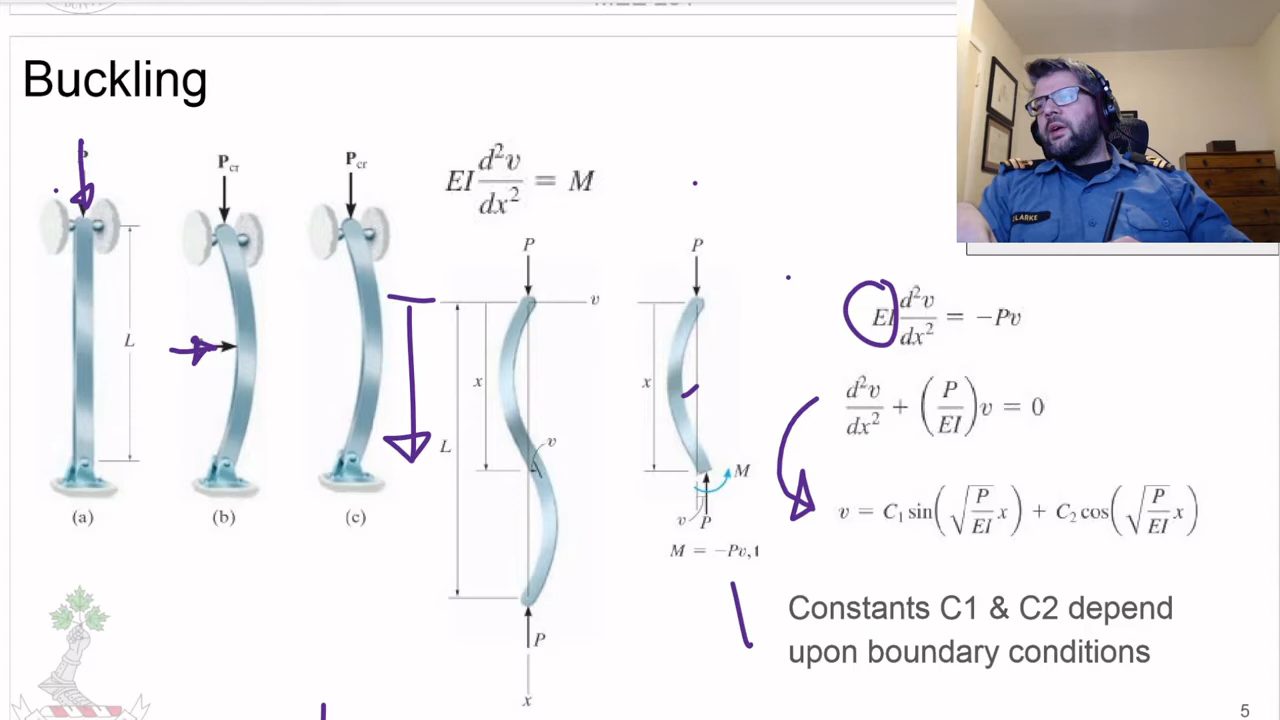 Buckling
CLARKE
P_cr
P_cr
EI d²v/dx² = M
P
P
v
L
x
L
v
x
M
v
P
P
x
(a)
(b)
(c)
M = −Pv,
EI d²v/dx² = −Pv
d²v/dx² + (P/EI) v = 0
v = C₁ sin(√(P/EI) x) + C₂ cos(√(P/EI) x)
Constants C1 & C2 depend
upon boundary conditions
5